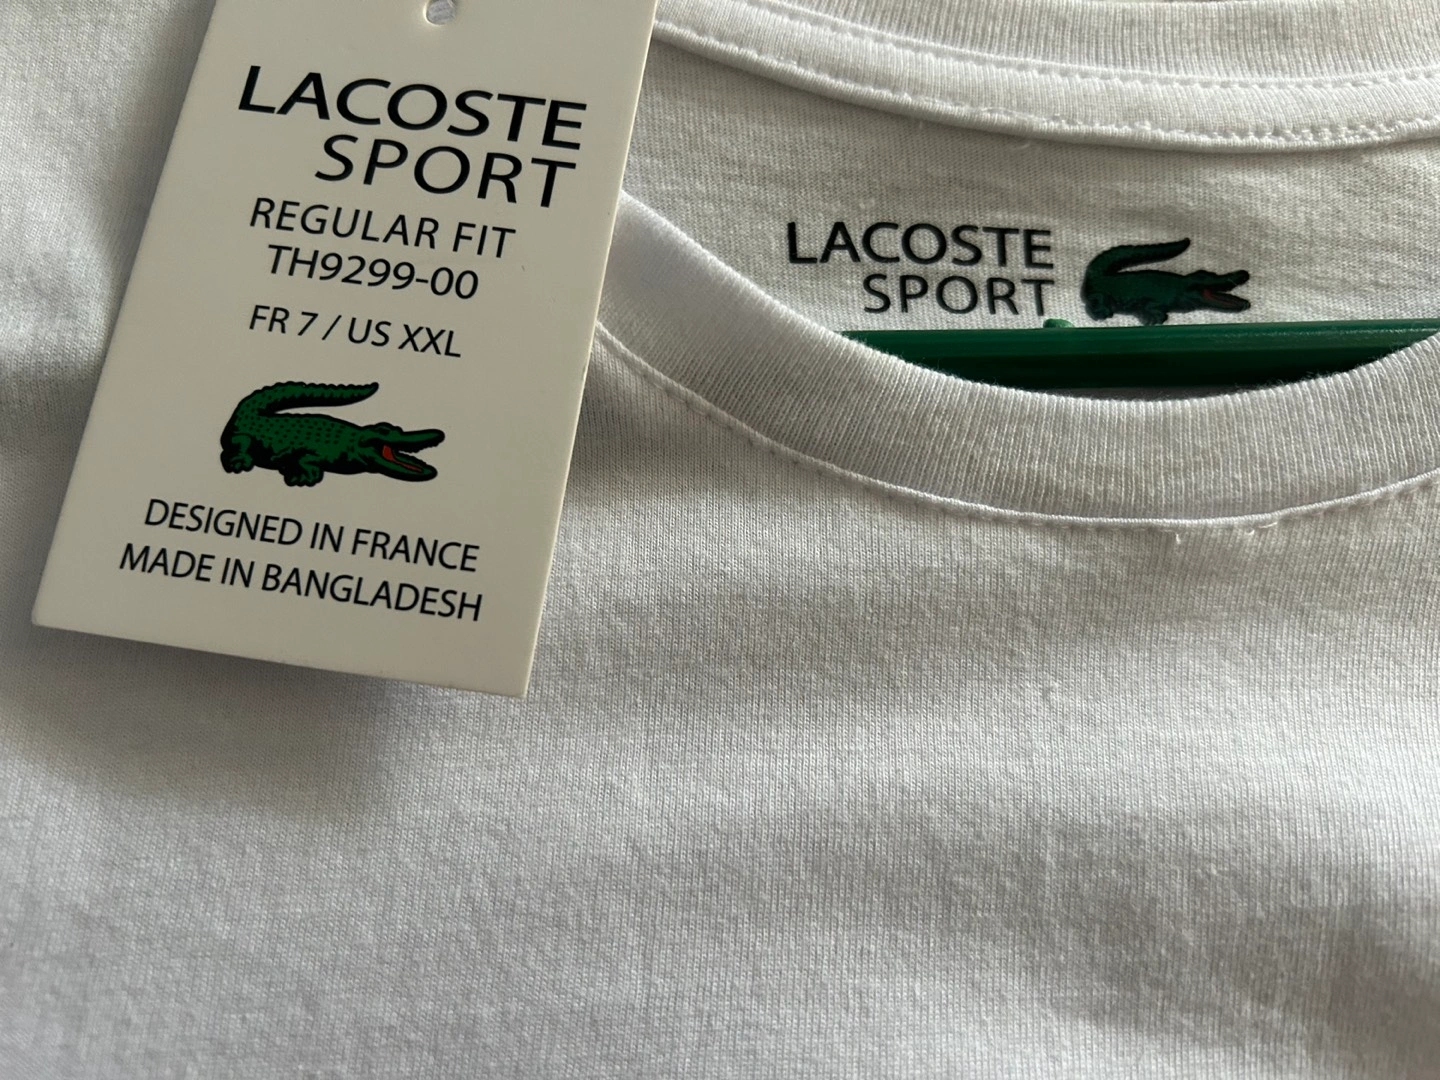 LACOSTE
SPORT
REGULAR FIT
TH9299-00
FR 7 / US XXL
DESIGNED IN FRANCE
MADE IN BANGLADESH
LACOSTE
SPORT